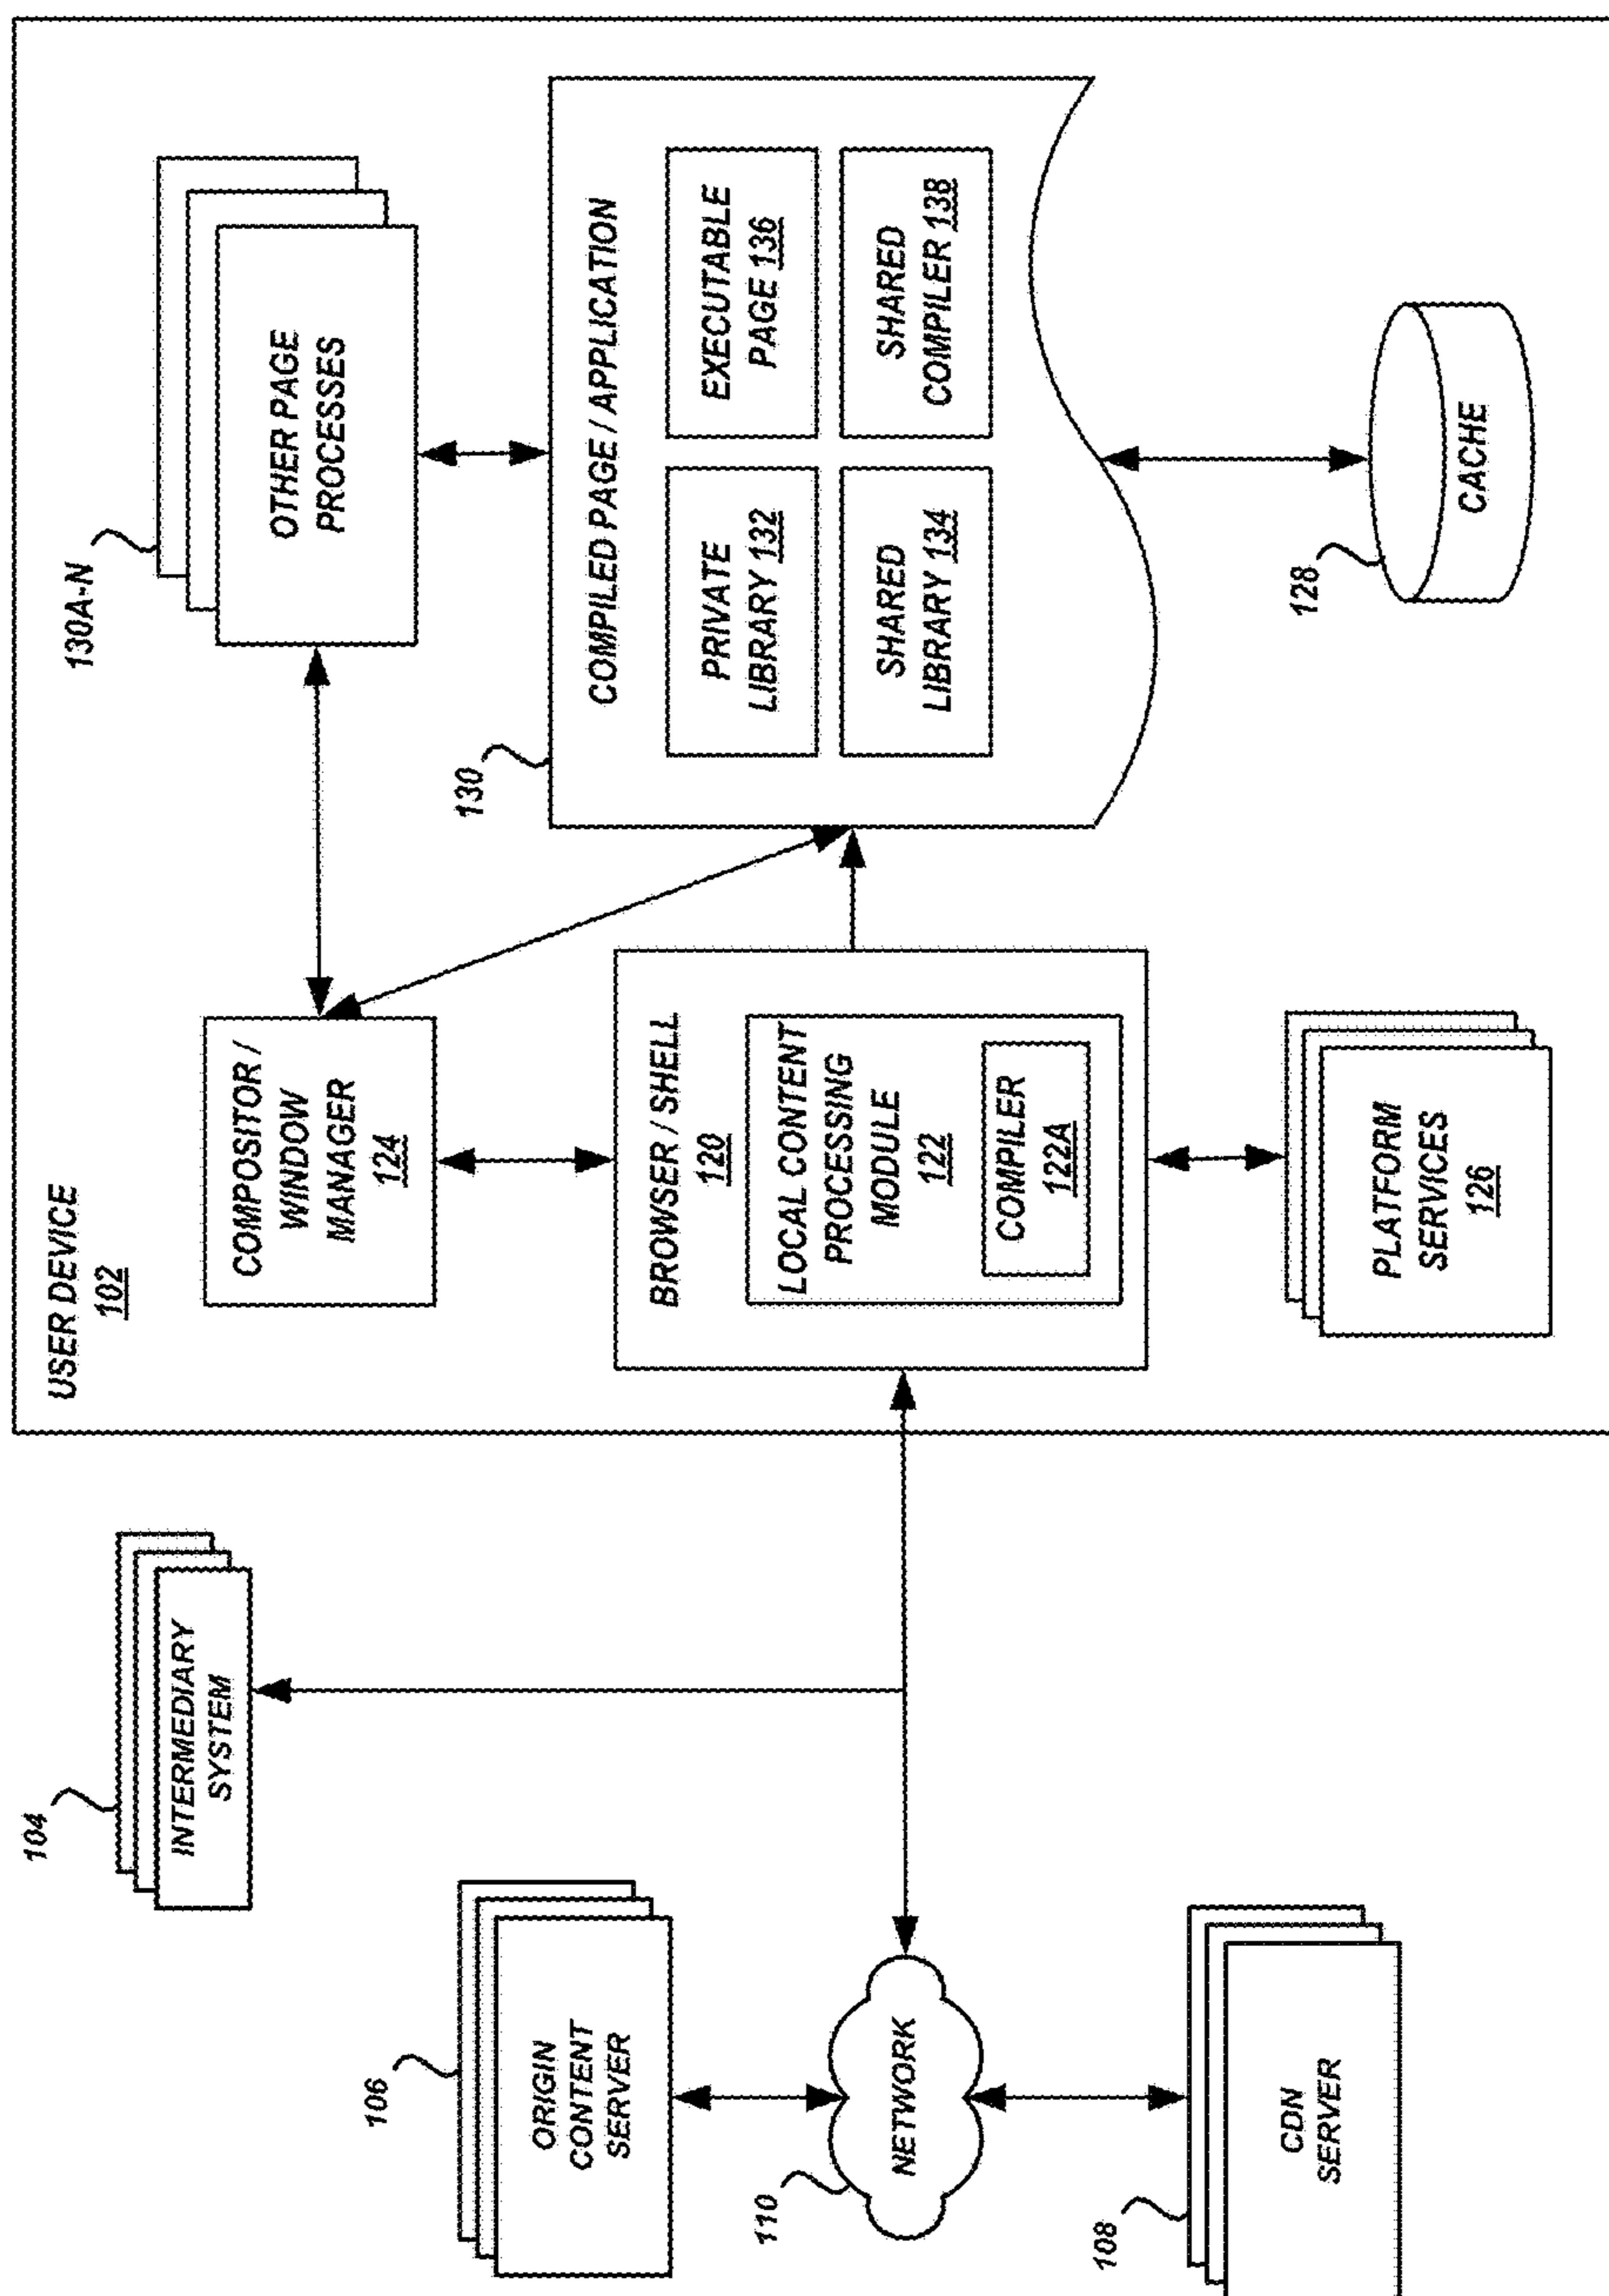 USER DEVICE
102
130A-N
OTHER PAGE
PROCESSES
COMPOSITOR /
WINDOW
MANAGER
124
104
INTERMEDIARY
SYSTEM
106
ORIGIN
CONTENT
SERVER
130
COMPILED PAGE / APPLICATION
PRIVATE
LIBRARY 132
EXECUTABLE
PAGE 136
SHARED
LIBRARY 134
SHARED
COMPILER 138
BROWSER / SHELL
120
LOCAL CONTENT
PROCESSING
MODULE
122
COMPILER
122A
110
NETWORK
108
CDN
SERVER
PLATFORM
SERVICES
126
128
CACHE